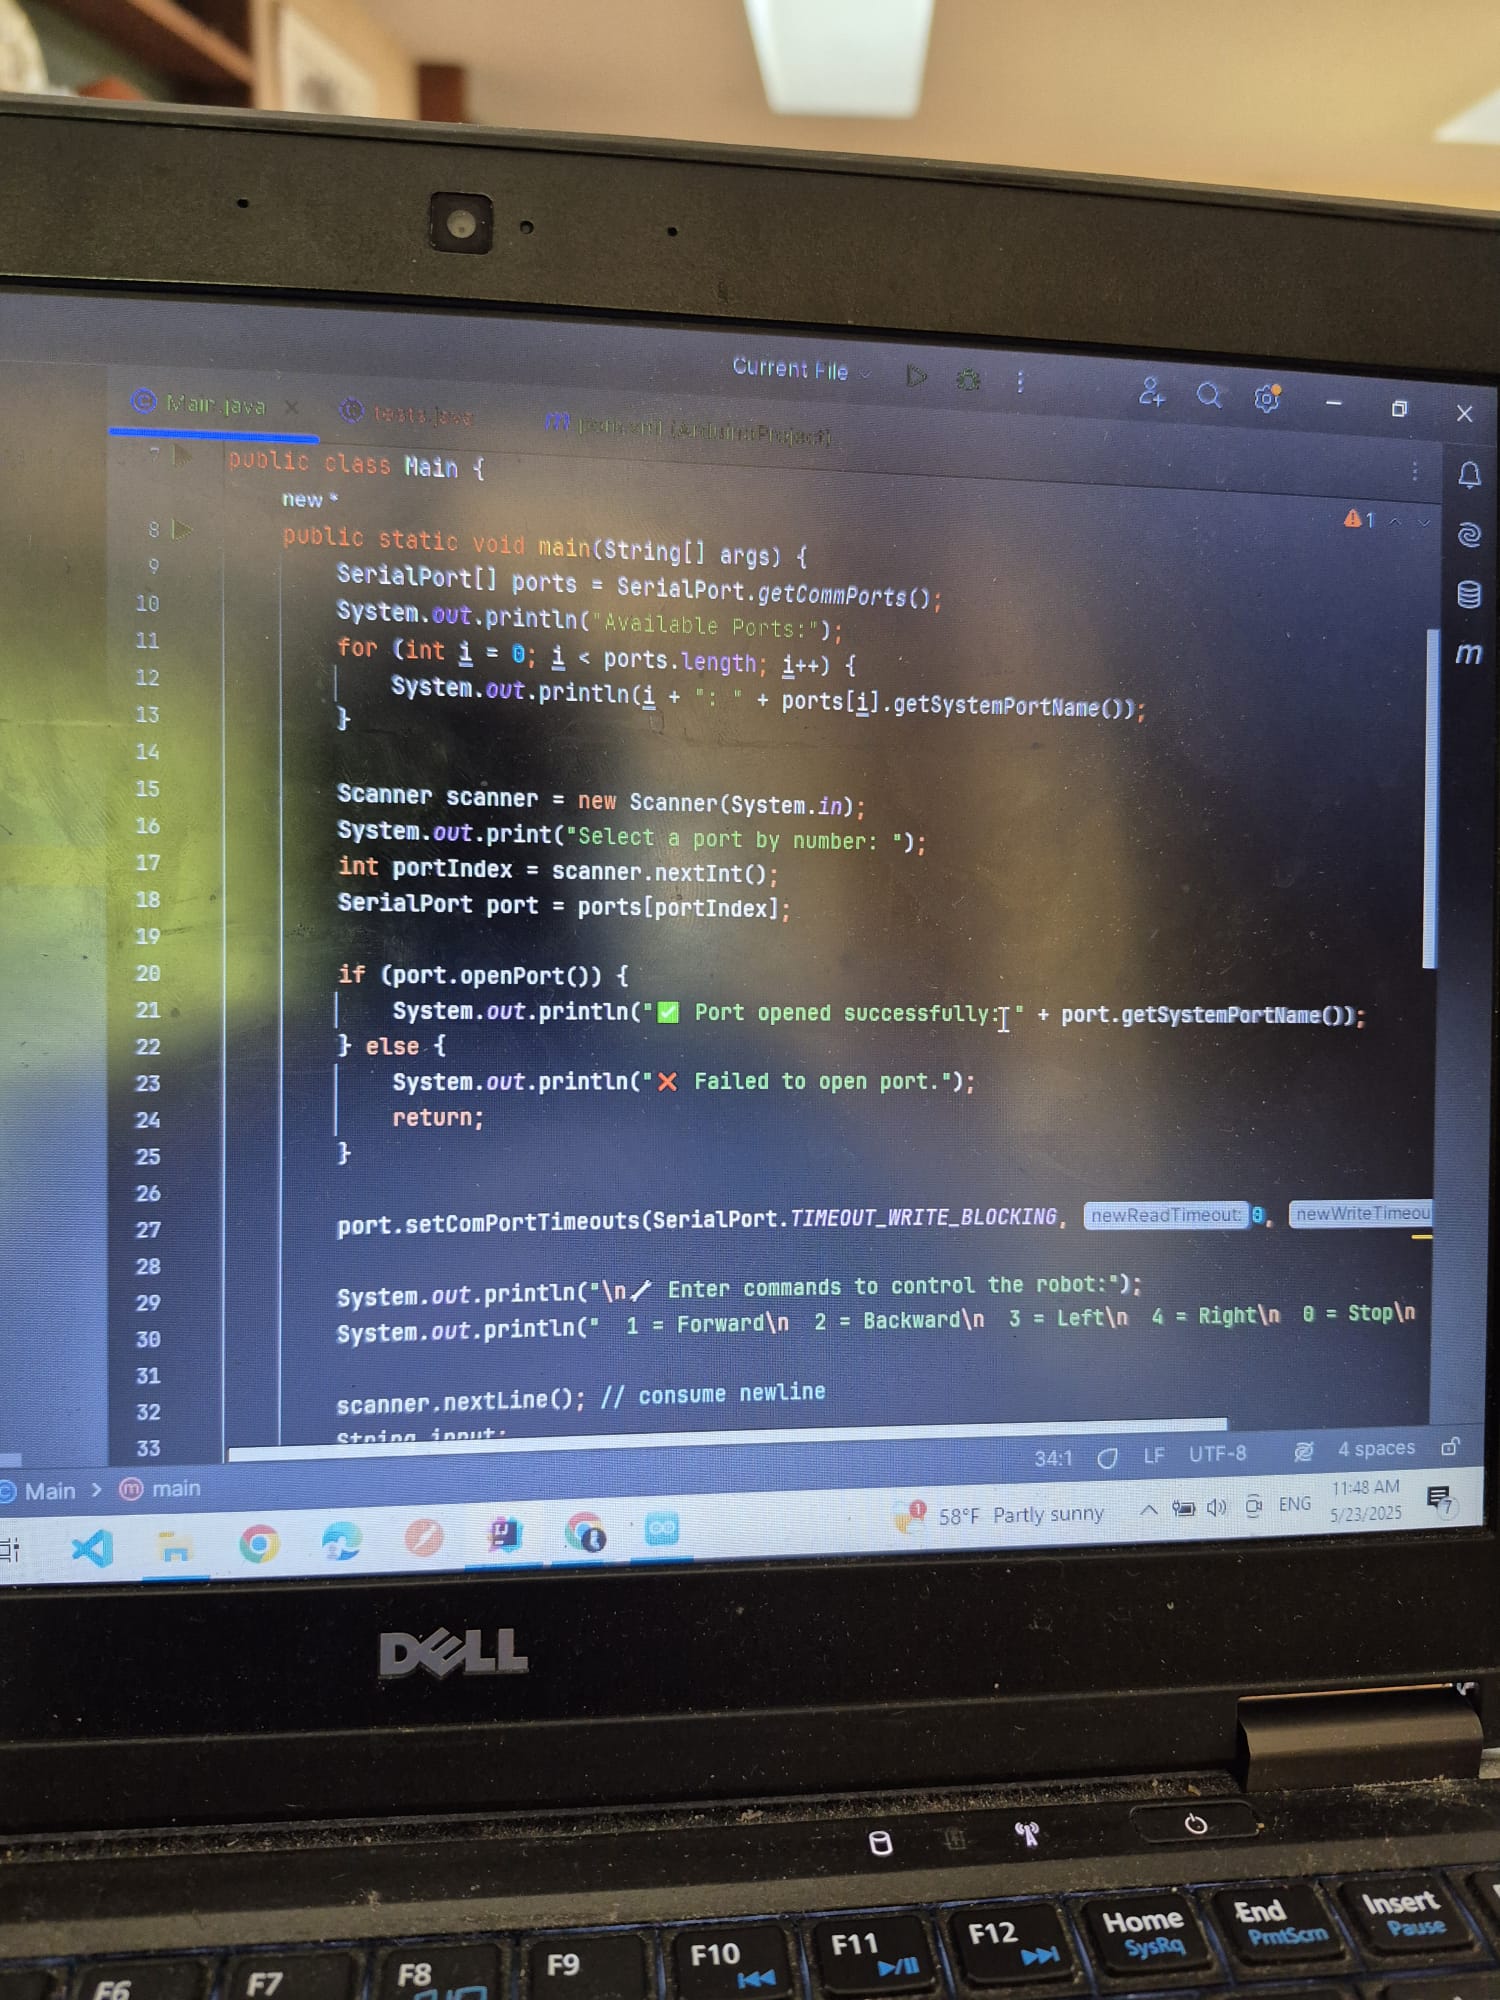 Current File
Main.java
tests.java
pom.xml (ArduinoProject)
7 public class Main {
new *
1
8 public static void main(String[] args) {
9 SerialPort[] ports = SerialPort.getCommPorts();
10 System.out.println("Available Ports:");
11 for (int i = 0; i < ports.length; i++) {
12 System.out.println(i + ": " + ports[i].getSystemPortName());
13 }
14
15 Scanner scanner = new Scanner(System.in);
16 System.out.print("Select a port by number: ");
17 int portIndex = scanner.nextInt();
18 SerialPort port = ports[portIndex];
19
20 if (port.openPort()) {
21 System.out.println("✅ Port opened successfully: " + port.getSystemPortName());
22 } else {
23 System.out.println("❌ Failed to open port.");
24 return;
25 }
26
27 port.setComPortTimeouts(SerialPort.TIMEOUT_WRITE_BLOCKING, newReadTimeout: 0, newWriteTimeou
28
29 System.out.println("\n🔧 Enter commands to control the robot:");
30 System.out.println("  1 = Forward\n  2 = Backward\n  3 = Left\n  4 = Right\n  0 = Stop\n
31
32 scanner.nextLine(); // consume newline
33 String input;
34:1 LF UTF-8 4 spaces
Main > main
1 58°F Partly sunny ENG 11:48 AM
5/23/2025 7
DELL
F6 F7 F8 F9 F10 F11 F12 Home SysRq End PrntScrn Insert Pause